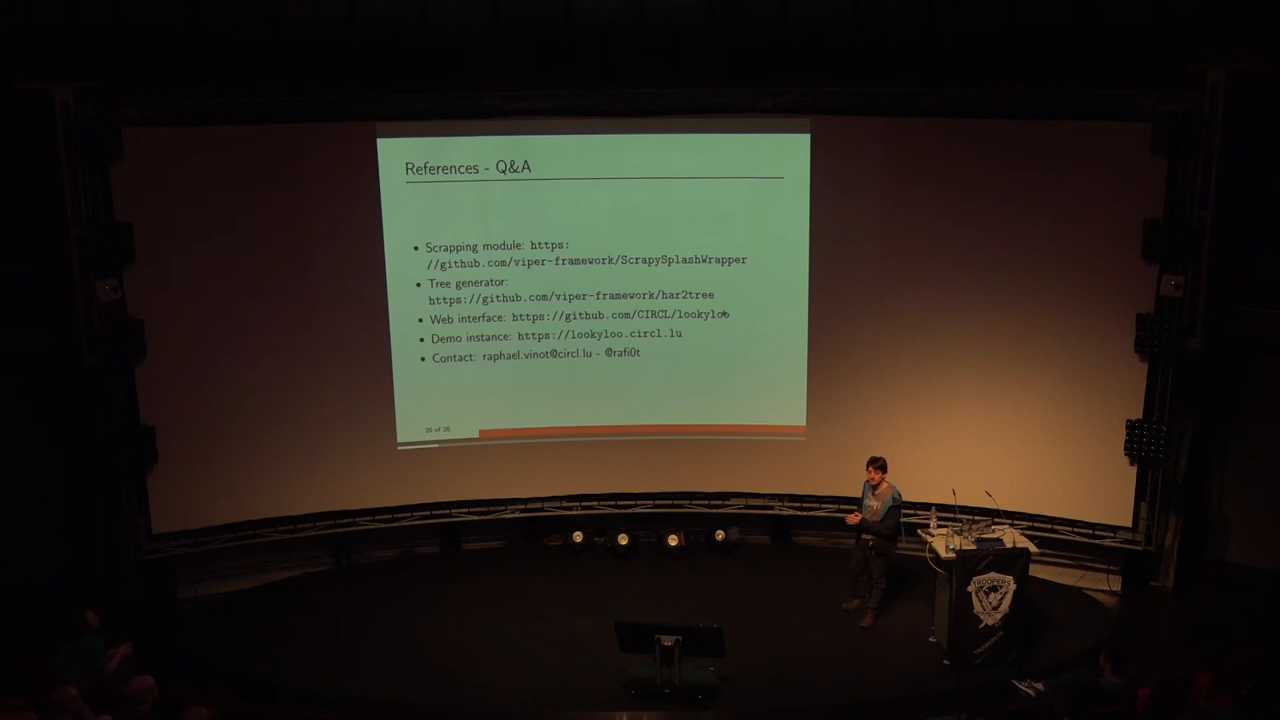 References - Q&A
• Scrapping module: https:
//github.com/viper-framework/ScrapySplashWrapper
• Tree generator:
https://github.com/viper-framework/har2tree
• Web interface: https://github.com/CIRCL/lookyloo
• Demo instance: https://lookyloo.circl.lu
• Contact: raphael.vinot@circl.lu - @rafi0t
26 of 26
TROOPERS